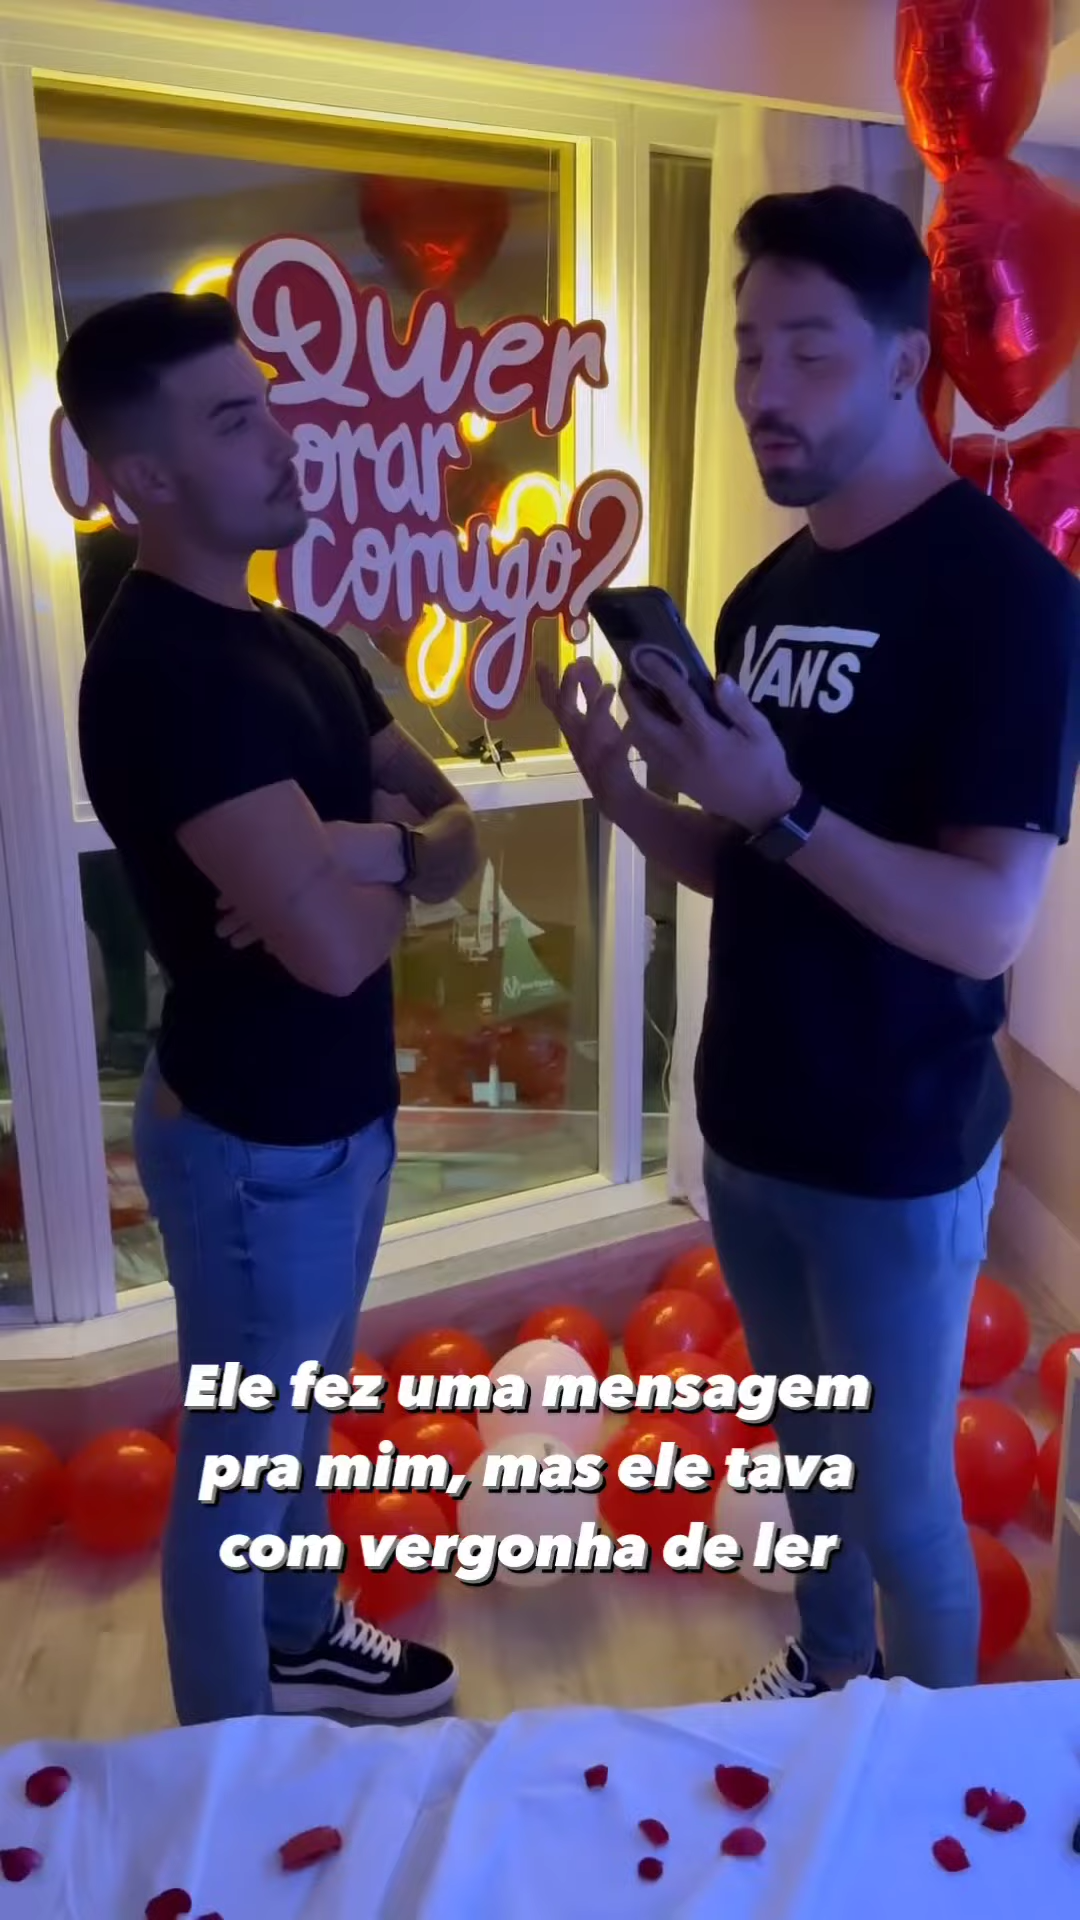 Quer
orar
comigo?
VANS
Ele fez uma mensagem
pra mim, mas ele tava
com vergonha de ler